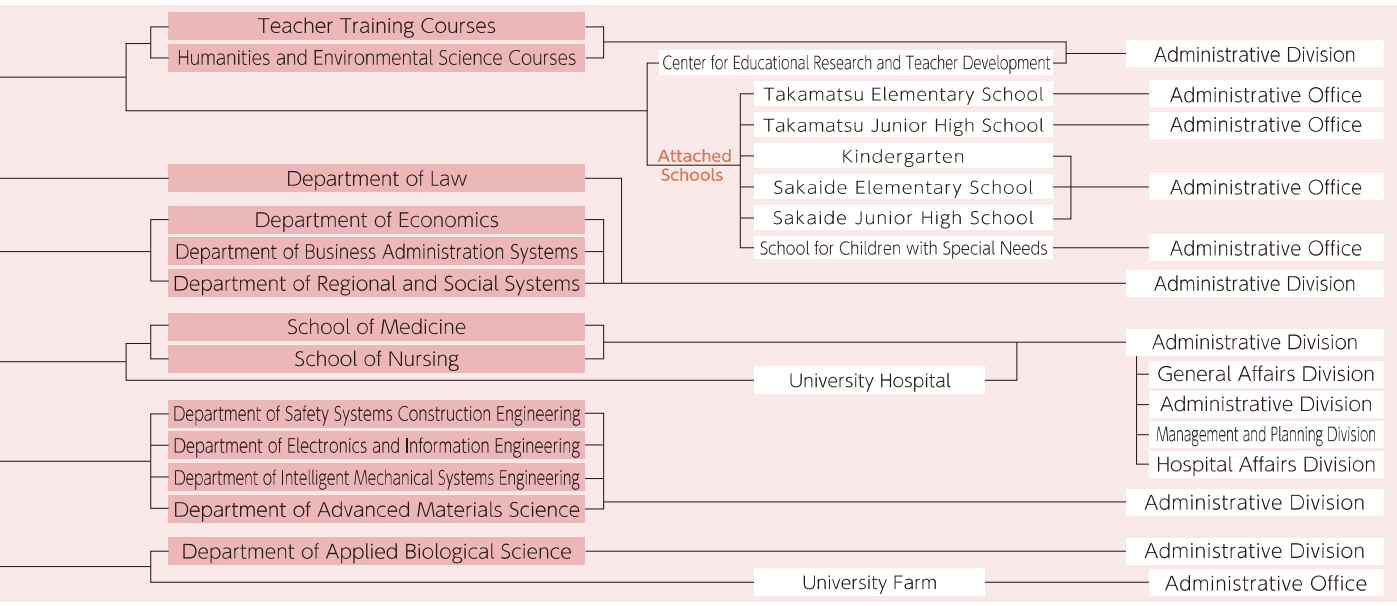 Teacher Training Courses
Humanities and Environmental Science Courses
Center for Educational Research and Teacher Development
Administrative Division
Takamatsu Elementary School
Administrative Office
Takamatsu Junior High School
Administrative Office
Attached
Schools
Kindergarten
Sakaide Elementary School
Administrative Office
Sakaide Junior High School
School for Children with Special Needs
Administrative Office
Department of Law
Department of Economics
Department of Business Administration Systems
Department of Regional and Social Systems
Administrative Division
School of Medicine
School of Nursing
University Hospital
Administrative Division
General Affairs Division
Administrative Division
Management and Planning Division
Hospital Affairs Division
Department of Safety Systems Construction Engineering
Department of Electronics and Information Engineering
Department of Intelligent Mechanical Systems Engineering
Department of Advanced Materials Science
Administrative Division
Department of Applied Biological Science
Administrative Division
University Farm
Administrative Office